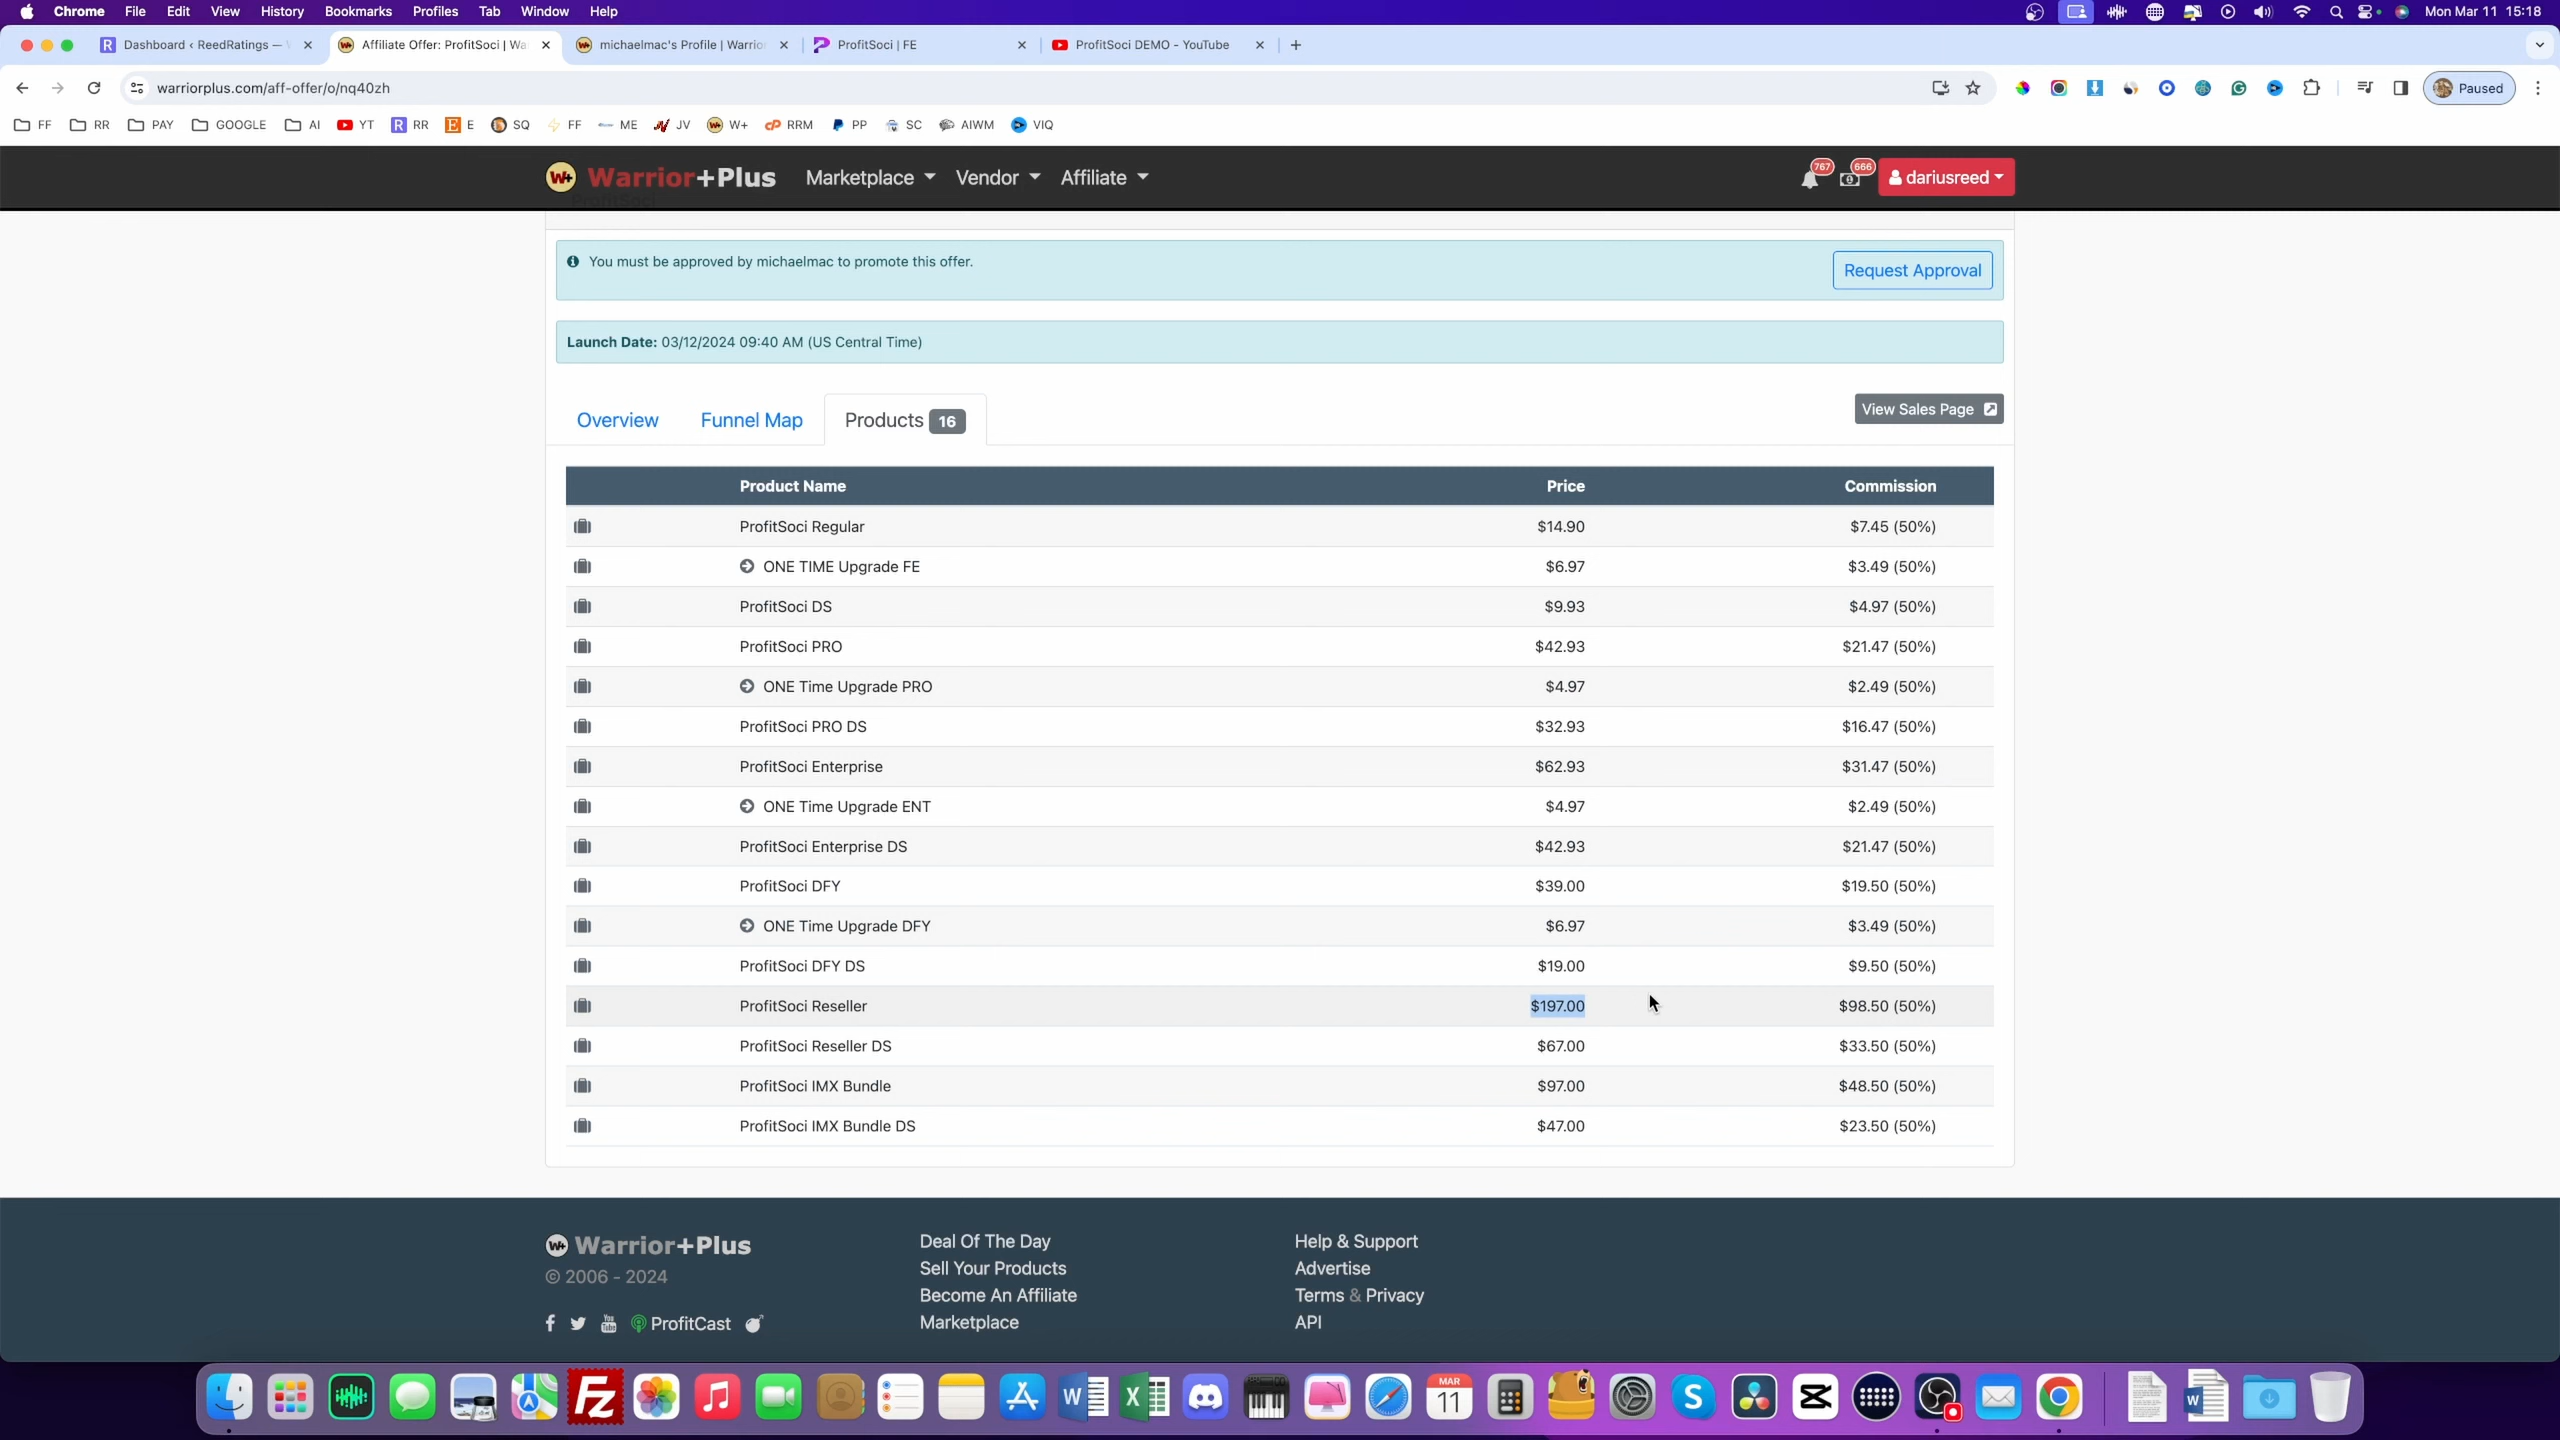 Chrome File Edit View History Bookmarks Profiles Tab Window Help Mon Mar 11 15:18
Dashboard ‹ ReedRatings — Affiliate Offer: ProfitSoci | Wa michaelmac's Profile | Warrior ProfitSoci | FE ProfitSoci DEMO - YouTube
warriorplus.com/aff-offer/o/nq40zh Paused
FF RR PAY GOOGLE AI YT RR E SQ FF ME JV W+ RRM PP SC AIWM VIQ
W+ Warrior+Plus Marketplace Vendor Affiliate 767 666 dariusreed
You must be approved by michaelmac to promote this offer. Request Approval
Launch Date: 03/12/2024 09:40 AM (US Central Time)
Overview Funnel Map Products 16 View Sales Page
Product Name Price Commission
ProfitSoci Regular $14.90 $7.45 (50%)
ONE TIME Upgrade FE $6.97 $3.49 (50%)
ProfitSoci DS $9.93 $4.97 (50%)
ProfitSoci PRO $42.93 $21.47 (50%)
ONE Time Upgrade PRO $4.97 $2.49 (50%)
ProfitSoci PRO DS $32.93 $16.47 (50%)
ProfitSoci Enterprise $62.93 $31.47 (50%)
ONE Time Upgrade ENT $4.97 $2.49 (50%)
ProfitSoci Enterprise DS $42.93 $21.47 (50%)
ProfitSoci DFY $39.00 $19.50 (50%)
ONE Time Upgrade DFY $6.97 $3.49 (50%)
ProfitSoci DFY DS $19.00 $9.50 (50%)
ProfitSoci Reseller $197.00 $98.50 (50%)
ProfitSoci Reseller DS $67.00 $33.50 (50%)
ProfitSoci IMX Bundle $97.00 $48.50 (50%)
ProfitSoci IMX Bundle DS $47.00 $23.50 (50%)
W+ Warrior+Plus Deal Of The Day Help & Support
© 2006 - 2024 Sell Your Products Advertise
Become An Affiliate Terms & Privacy
ProfitCast Marketplace API
MAR
11